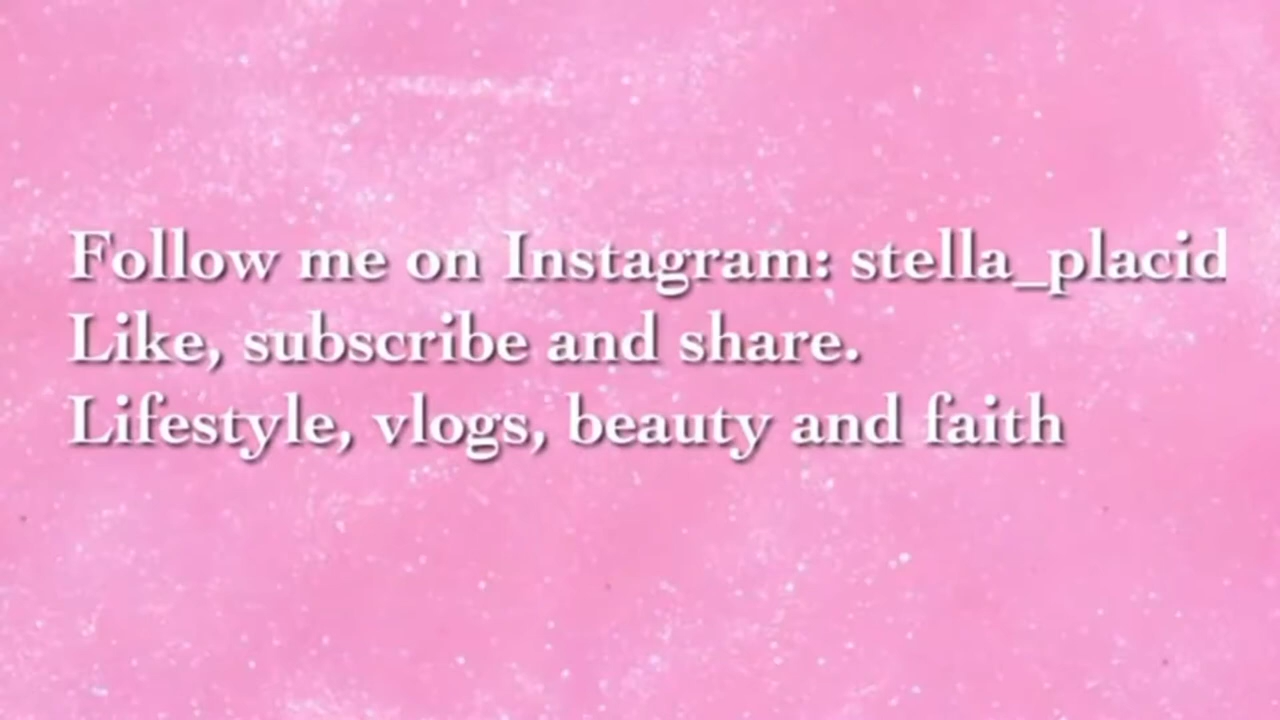 Follow me on Instagram: stella_placid
Like, subscribe and share.
Lifestyle, vlogs, beauty and faith